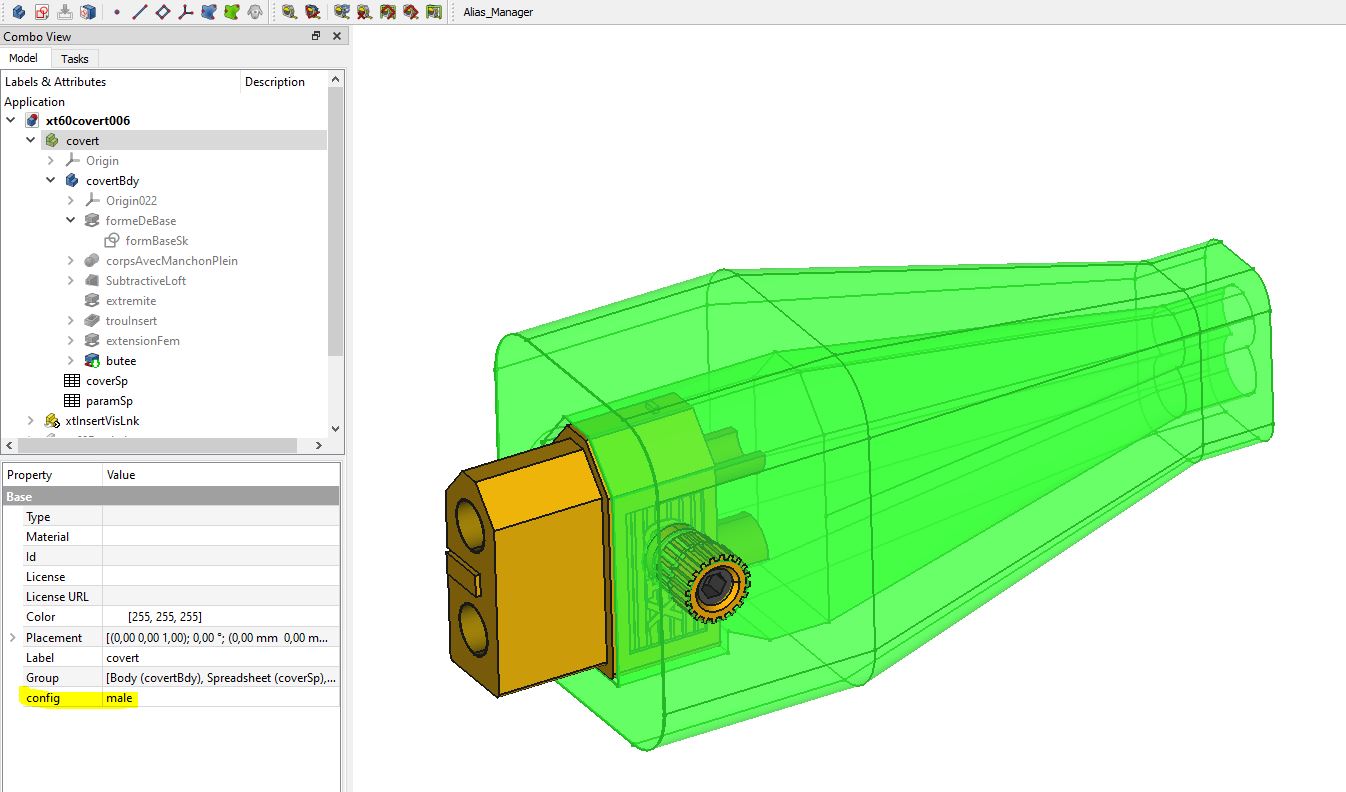 Alias_Manager
Combo View
Model Tasks
Labels & Attributes Description
Application
xt60covert006
covert
Origin
covertBdy
Origin022
formeDeBase
formBaseSk
corpsAvecManchonPlein
SubtractiveLoft
extremite
trouInsert
extensionFem
butee
coverSp
paramSp
xtInsertVisLnk
Property Value
Base
Type
Material
Id
License
License URL
Color [255, 255, 255]
Placement [(0,00 0,00 1,00); 0,00 °; (0,00 mm 0,00 m...
Label covert
Group [Body (covertBdy), Spreadsheet (coverSp),...
config male